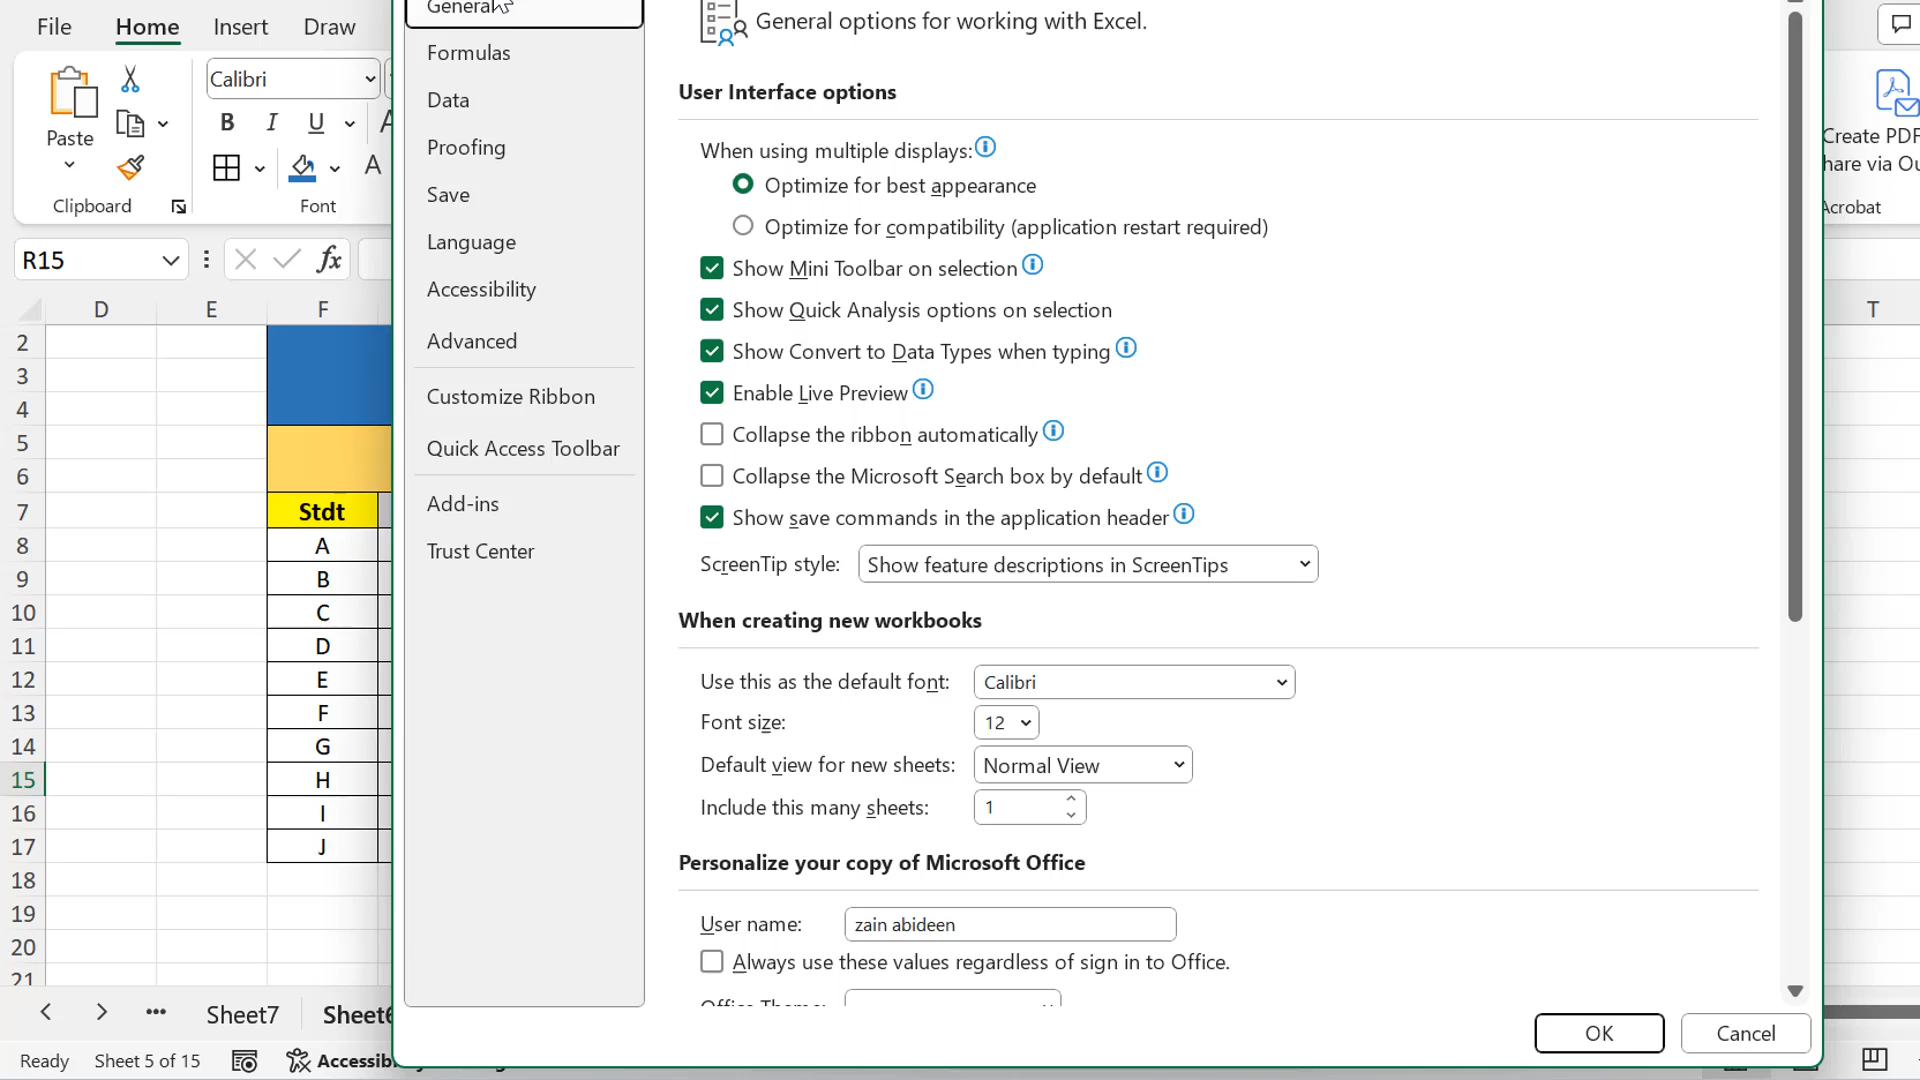 File Home Insert Draw
Calibri
B I U
Paste
Clipboard
Font
R15
fx
D E F
2
3
4
5
6
7 Stdt
8 A
9 B
10 C
11 D
12 E
13 F
14 G
15 H
16 I
17 J
18
19
20
21
Sheet7
Ready
Sheet 5 of 15
General
Formulas
Data
Proofing
Save
Language
Accessibility
Advanced
Customize Ribbon
Quick Access Toolbar
Add-ins
Trust Center
General options for working with Excel.
User Interface options
When using multiple displays:
Optimize for best appearance
Optimize for compatibility (application restart required)
Show Mini Toolbar on selection
Show Quick Analysis options on selection
Show Convert to Data Types when typing
Enable Live Preview
Collapse the ribbon automatically
Collapse the Microsoft Search box by default
Show save commands in the application header
ScreenTip style: Show feature descriptions in ScreenTips
When creating new workbooks
Use this as the default font: Calibri
Font size: 12
Default view for new sheets: Normal View
Include this many sheets: 1
Personalize your copy of Microsoft Office
User name: zain abideen
Always use these values regardless of sign in to Office.
OK
Cancel
Create PDF
hare via Ou
Acrobat
T